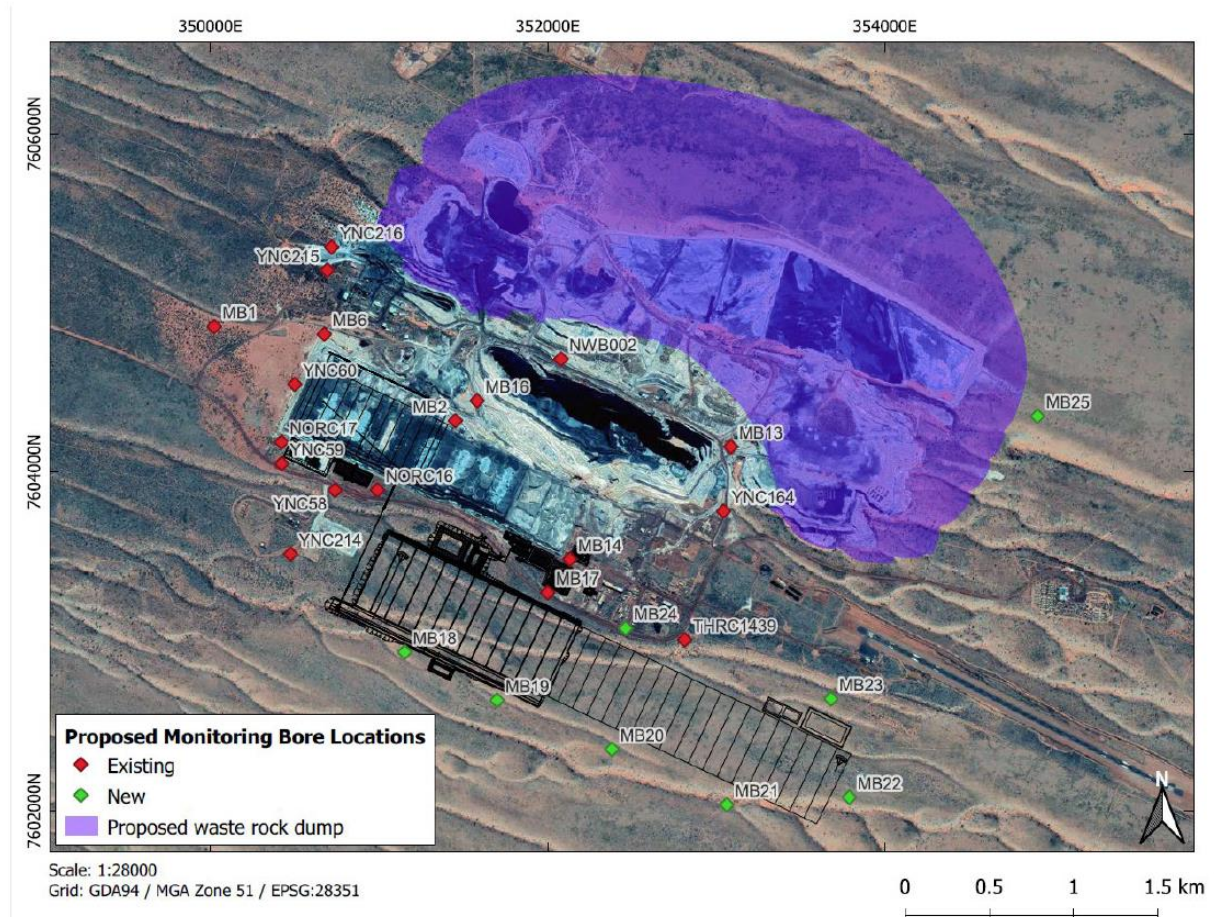 350000E
352000E
354000E
7606000N
7604000N
7602000N
YNC216
YNC215
MB1
MB6
NWB002
YNC60
MB16
MB2
MB25
NORC17
MB13
YNC59
NORC16
YNC58
YNC164
YNC214
MB14
MB17
MB24
THRC1439
MB18
MB19
MB23
MB20
MB21
MB22
Proposed Monitoring Bore Locations
Existing
New
Proposed waste rock dump
N
Scale: 1:28000
Grid: GDA94 / MGA Zone 51 / EPSG:28351
0 0.5 1 1.5 km